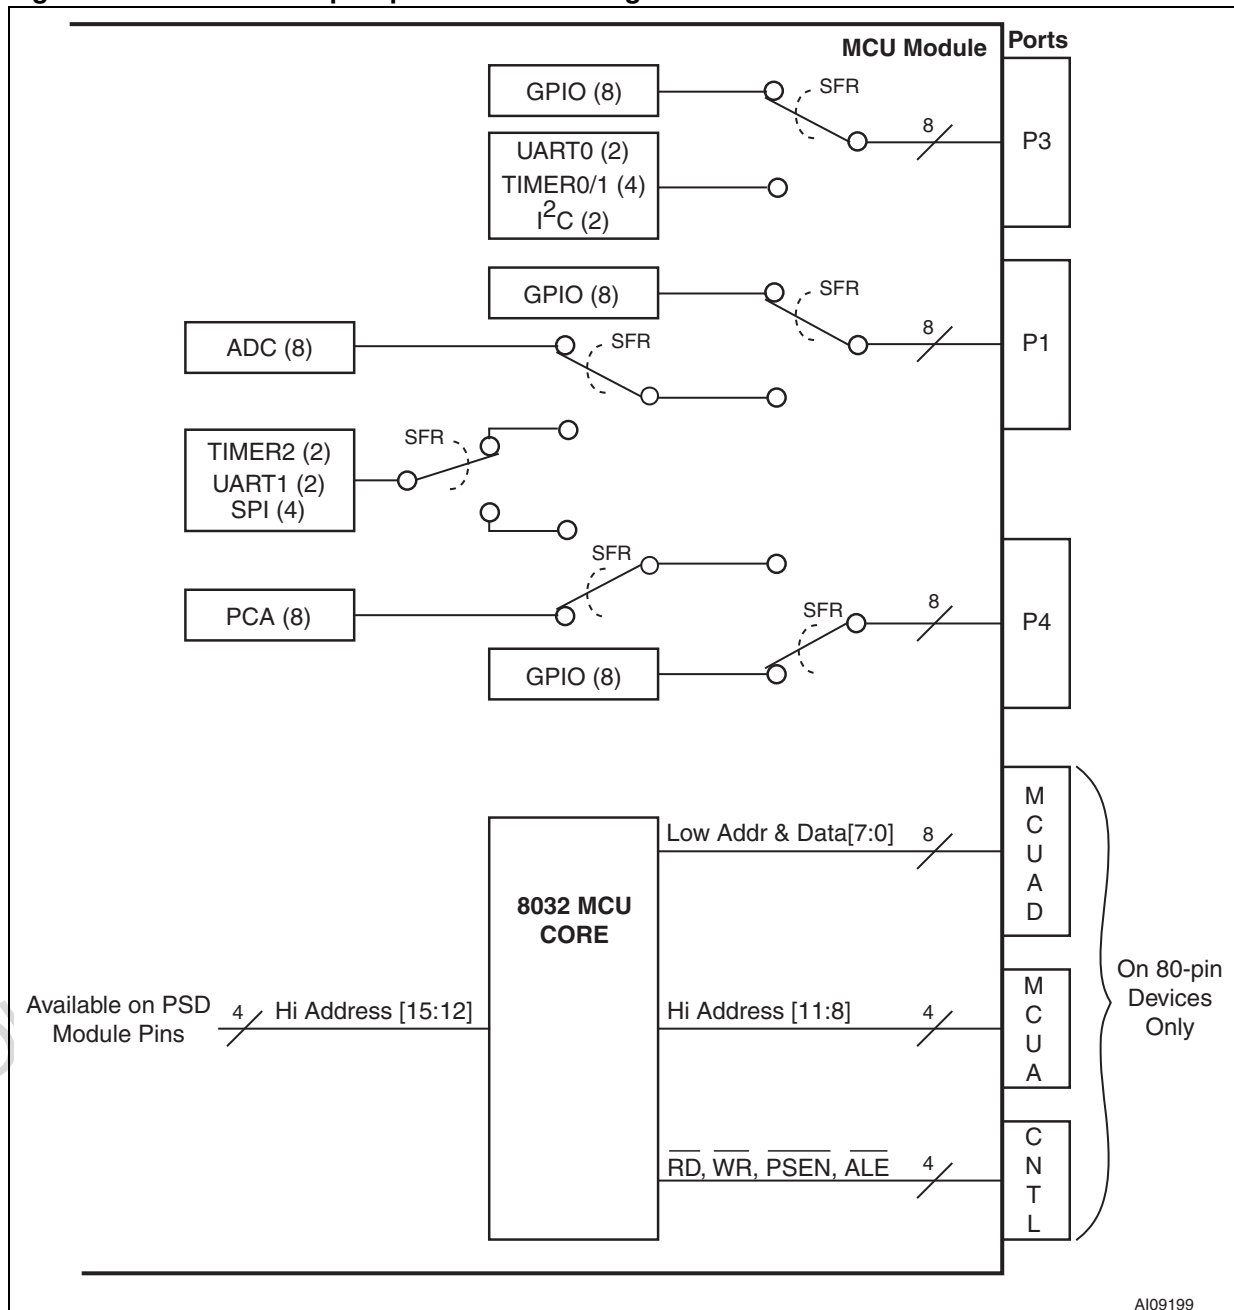 MCU Module
Ports
GPIO (8)
SFR
8
P3
UART0 (2)
TIMER0/1 (4)
I2C (2)
GPIO (8)
SFR
8
P1
ADC (8)
SFR
TIMER2 (2)
UART1 (2)
SPI (4)
SFR
SFR
PCA (8)
SFR
8
P4
GPIO (8)
8032 MCU
CORE
Low Addr & Data[7:0]
8
MCUAD
Available on PSD
Module Pins
4
Hi Address [15:12]
Hi Address [11:8]
4
MCUA
On 80-pin
Devices
Only
RD, WR, PSEN, ALE
4
CNTL
AI09199